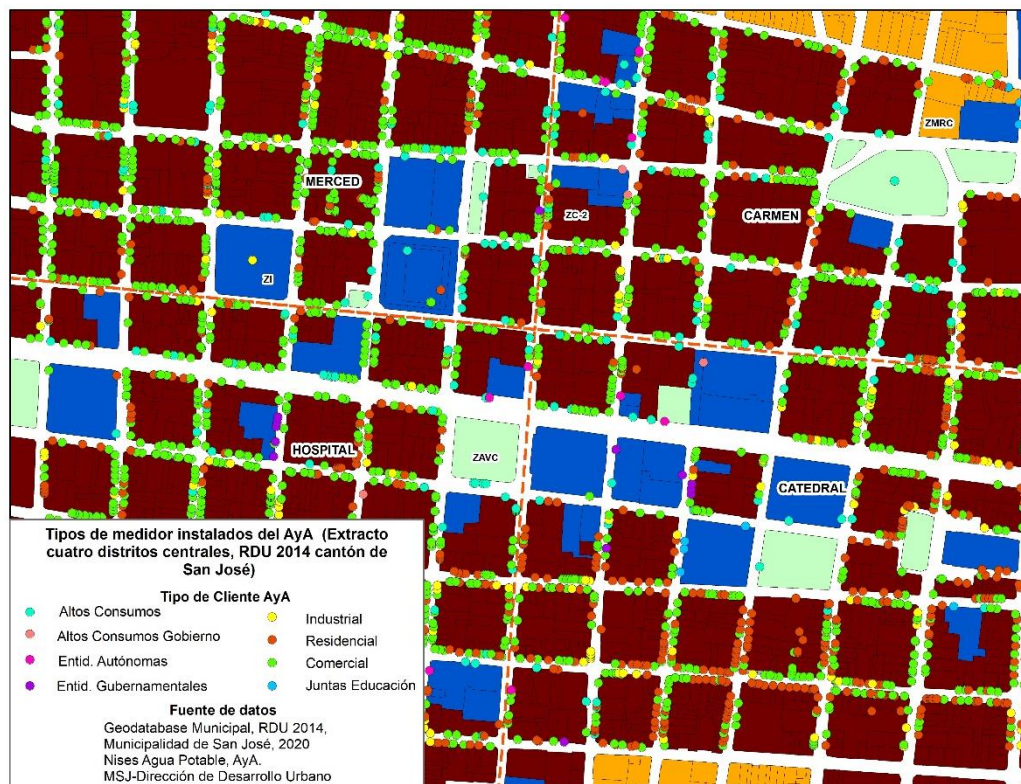 ZMRC
MERCED
ZC-2
CARMEN
ZI
HOSPITAL
ZAVC
CATEDRAL
Tipos de medidor instalados del AyA (Extracto
cuatro distritos centrales, RDU 2014 cantón de
San José)
Tipo de Cliente AyA
Altos Consumos
Altos Consumos Gobierno
Entid. Autónomas
Entid. Gubernamentales
Industrial
Residencial
Comercial
Juntas Educación
Fuente de datos
Geodatabase Municipal, RDU 2014,
Municipalidad de San José, 2020
Nises Agua Potable, AyA.
MSJ-Dirección de Desarrollo Urbano